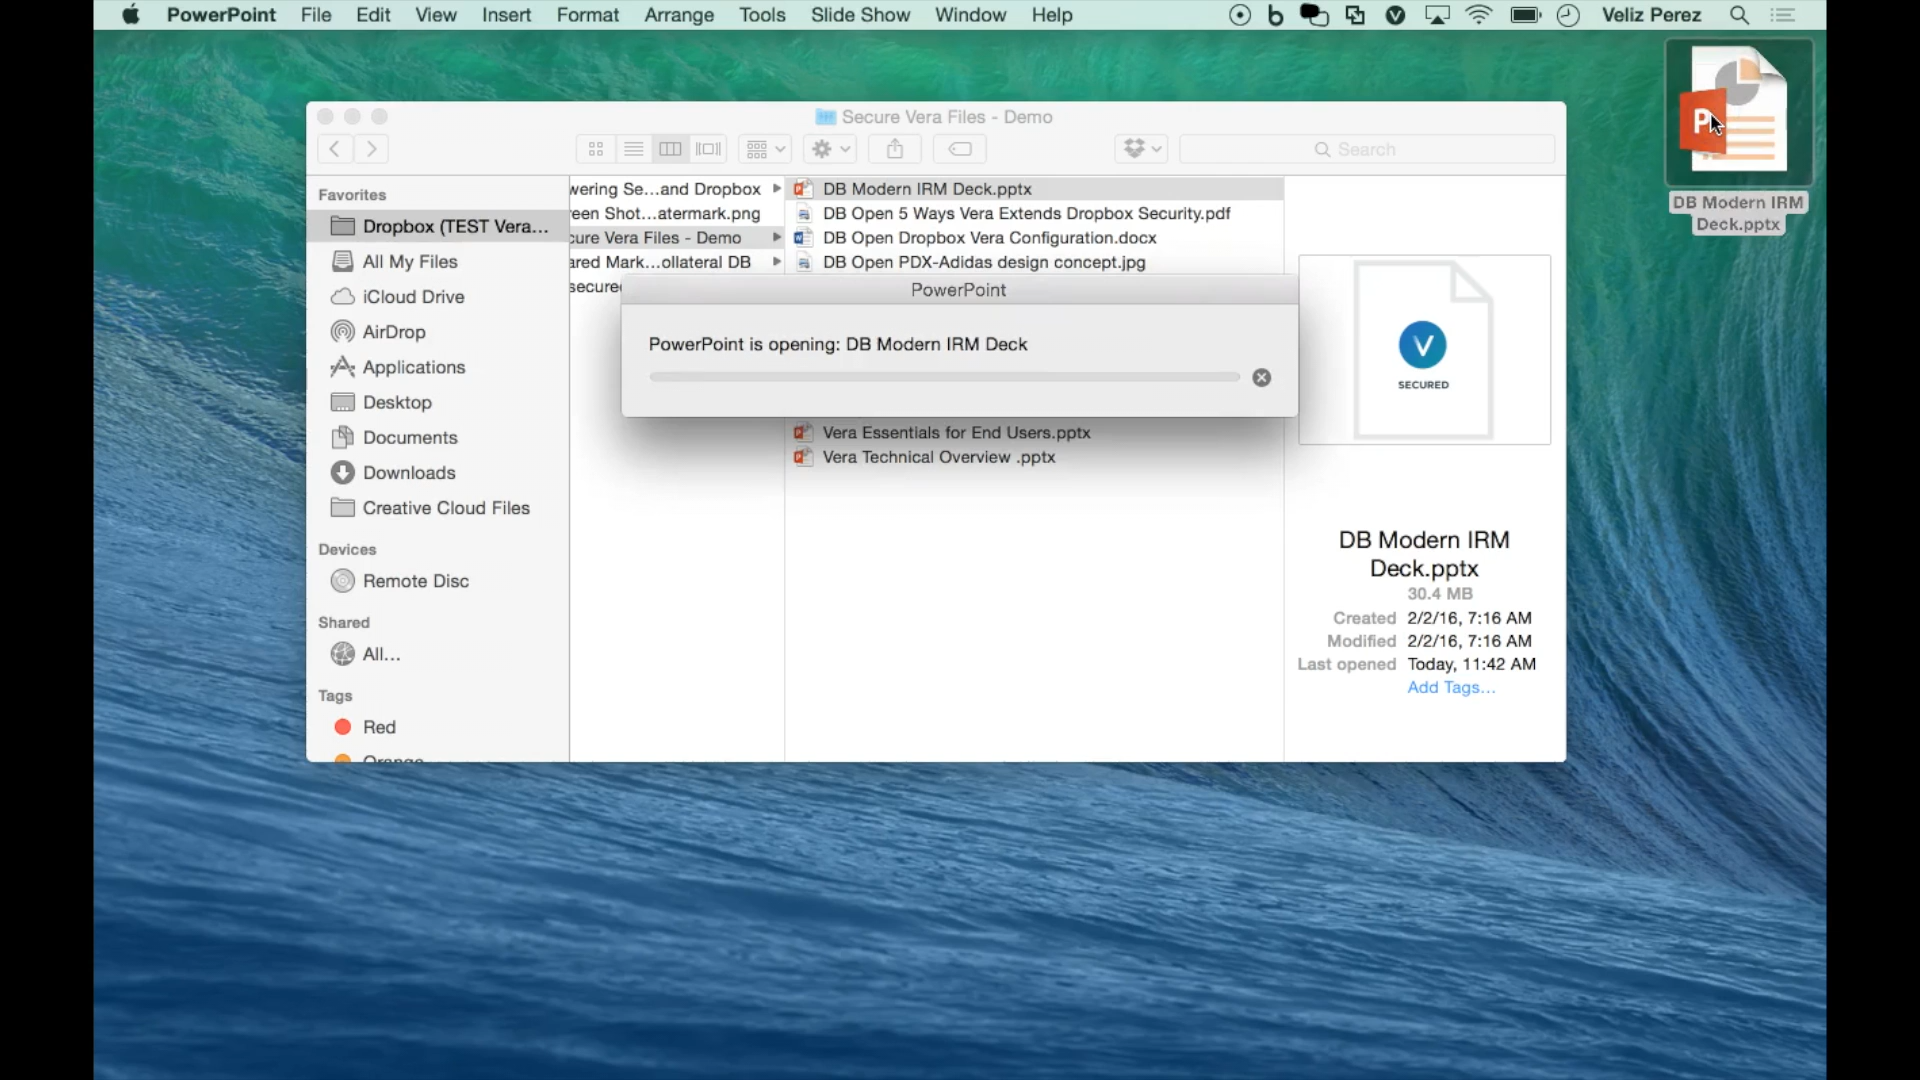 PowerPoint File Edit View Insert Format Arrange Tools Slide Show Window Help b V Veliz Perez
Secure Vera Files - Demo
Search
P
DB Modern IRM
Deck.pptx
Favorites
Dropbox (TEST Vera...
All My Files
iCloud Drive
AirDrop
Applications
Desktop
Documents
Downloads
Creative Cloud Files
Devices
Remote Disc
Shared
All...
Tags
Red
Orange
wering Se...and Dropbox
een Shot...atermark.png
cure Vera Files - Demo
ared Mark...ollateral DB
secure
DB Modern IRM Deck.pptx
DB Open 5 Ways Vera Extends Dropbox Security.pdf
DB Open Dropbox Vera Configuration.docx
DB Open PDX-Adidas design concept.jpg
PowerPoint
PowerPoint is opening: DB Modern IRM Deck
Vera Essentials for End Users.pptx
Vera Technical Overview .pptx
V
SECURED
DB Modern IRM
Deck.pptx
30.4 MB
Created 2/2/16, 7:16 AM
Modified 2/2/16, 7:16 AM
Last opened Today, 11:42 AM
Add Tags...